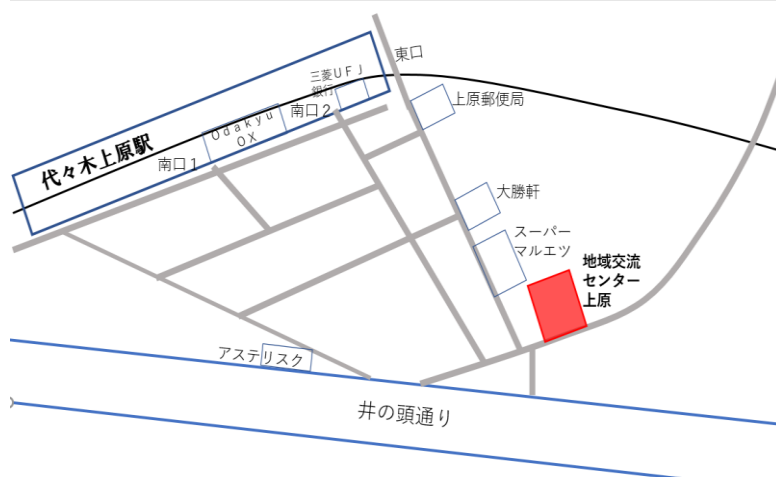 東口
三菱ＵＦＪ
銀行
上原郵便局
南口２
Ｏｄａｋｙｕ
ＯＸ
代々木上原駅
南口１
大勝軒
スーパー
マルエツ
地域交流
センター
上原
アステリスク
井の頭通り